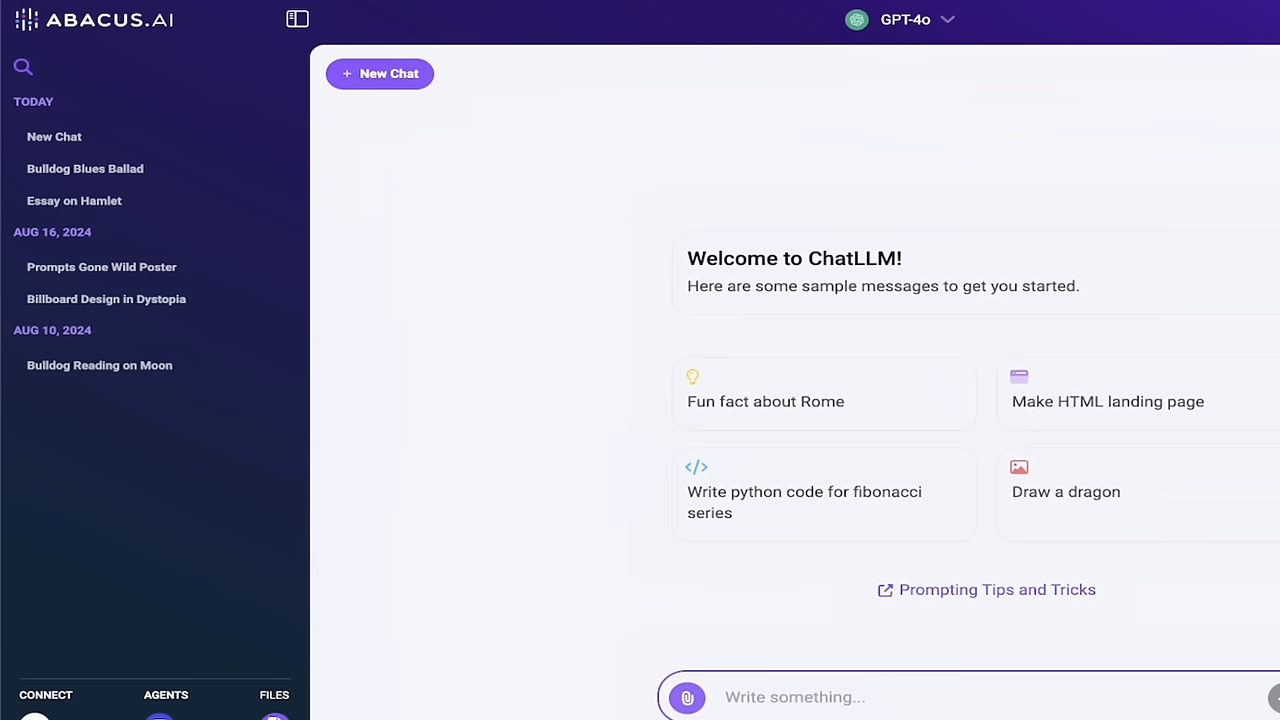 ABACUS.AI
GPT-4o
TODAY
New Chat
Bulldog Blues Ballad
Essay on Hamlet
AUG 16, 2024
Prompts Gone Wild Poster
Billboard Design in Dystopia
AUG 10, 2024
Bulldog Reading on Moon
CONNECT
AGENTS
FILES
+ New Chat
Welcome to ChatLLM!
Here are some sample messages to get you started.
Fun fact about Rome
Make HTML landing page
Write python code for fibonacci
series
Draw a dragon
Prompting Tips and Tricks
Write something...